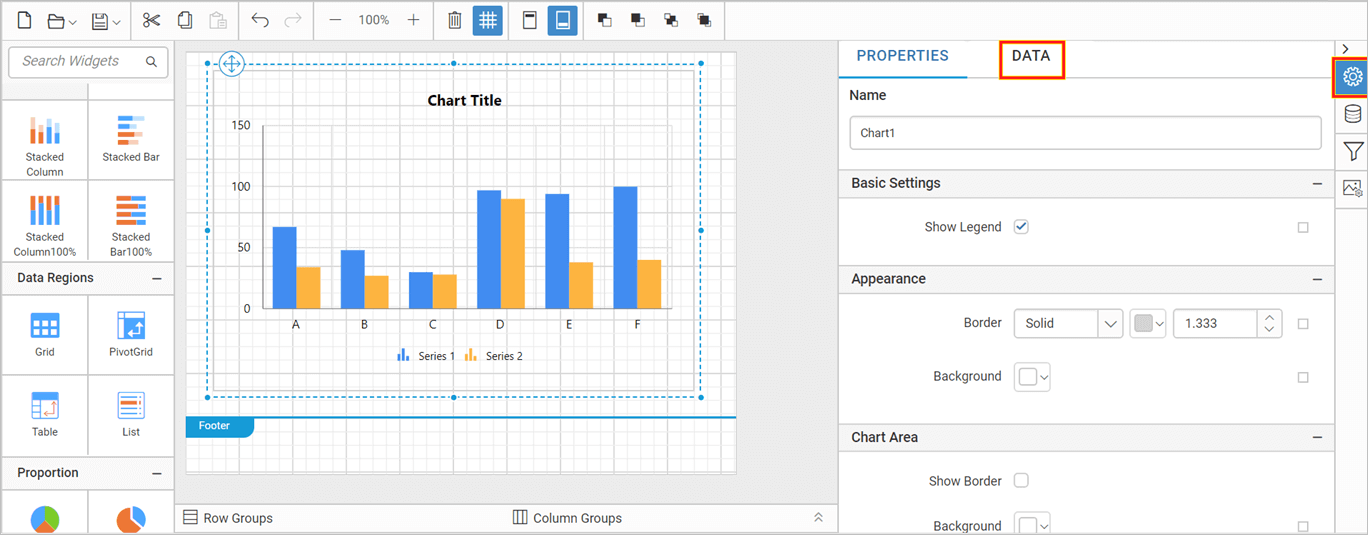 100%
Search Widgets
Stacked
Column
Stacked Bar
Stacked
Column100%
Stacked
Bar100%
Data Regions
Grid
PivotGrid
Table
List
Proportion
Chart Title
150
100
50
0
A B C D E F
Series 1 Series 2
Footer
Row Groups
Column Groups
PROPERTIES
DATA
Name
Chart1
Basic Settings
Show Legend
Appearance
Border Solid 1.333
Background
Chart Area
Show Border
Background